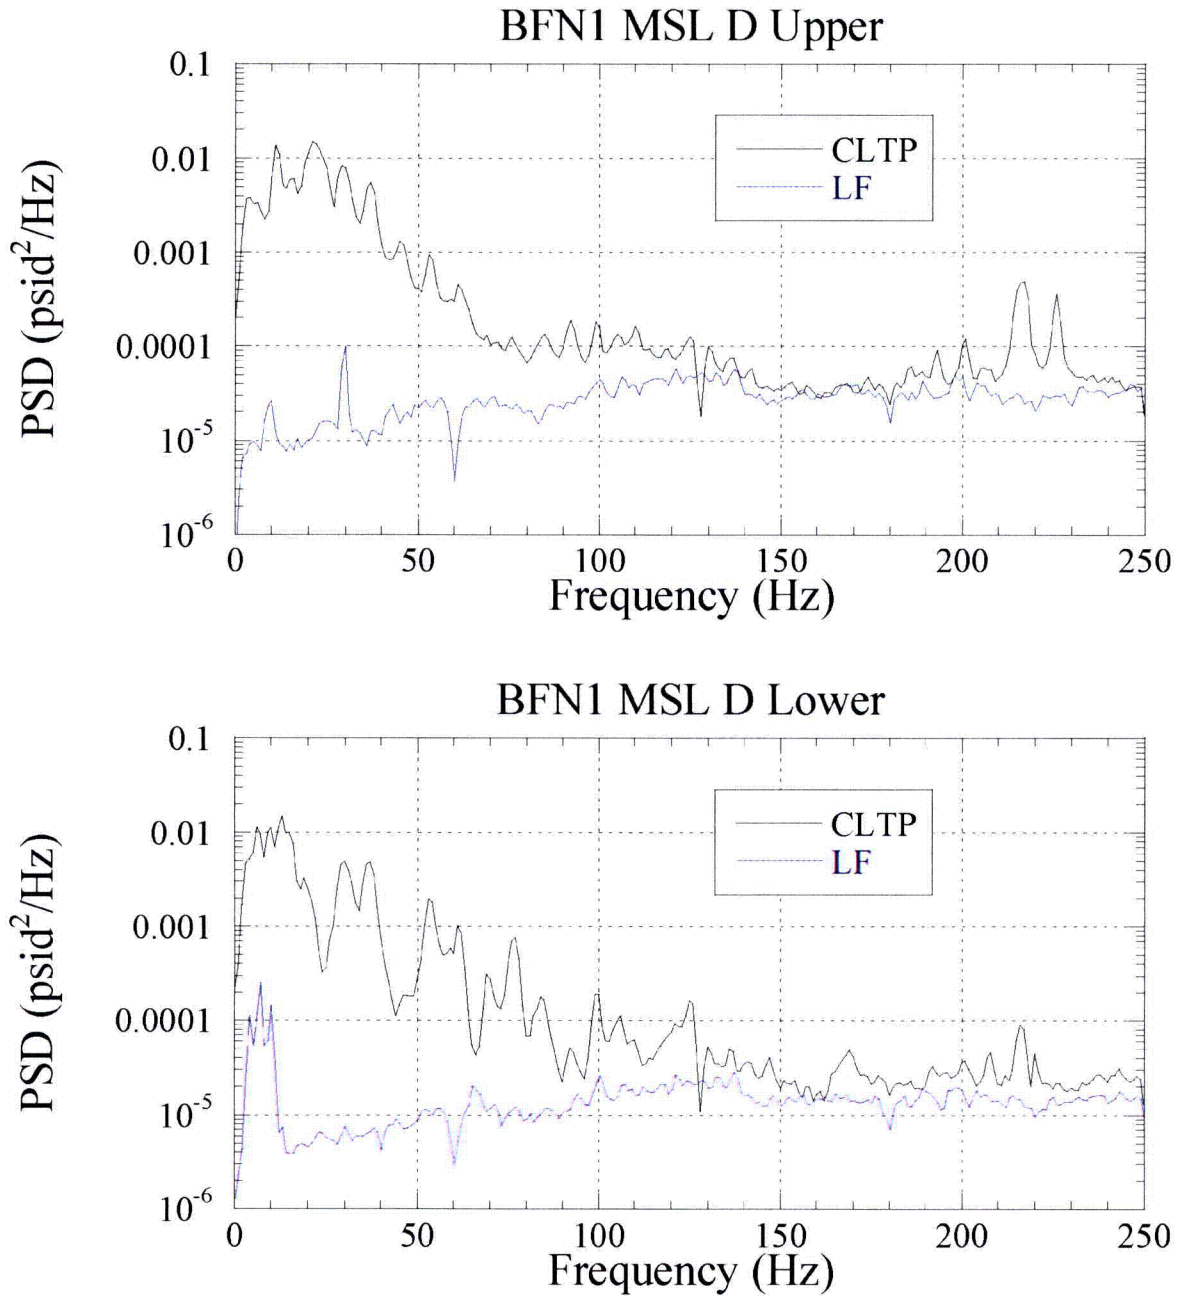 BFN1 MSL D Upper
PSD (psid²/Hz)
0.1
0.01
0.001
0.0001
10⁻⁵
10⁻⁶
CLTP
LF
0 50 100 150 200 250
Frequency (Hz)
BFN1 MSL D Lower
PSD (psid²/Hz)
0.1
0.01
0.001
0.0001
10⁻⁵
10⁻⁶
CLTP
LF
0 50 100 150 200 250
Frequency (Hz)